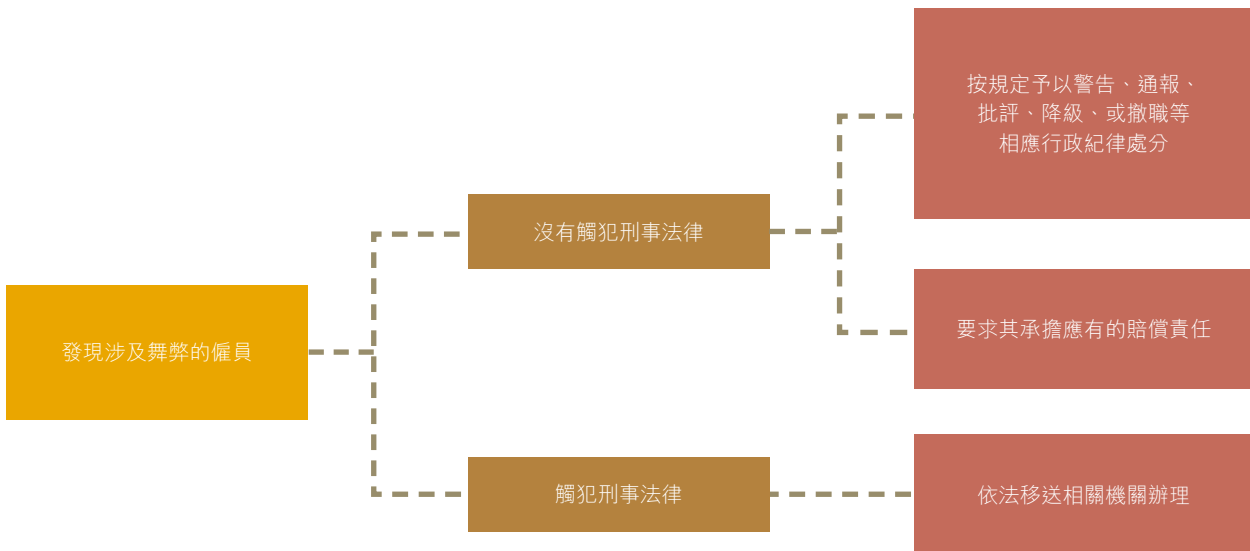 發現涉及舞弊的僱員
沒有觸犯刑事法律
按規定予以警告、通報、
批評、降級、或撤職等
相應行政紀律處分
要求其承擔應有的賠償責任
觸犯刑事法律
依法移送相關機關辦理